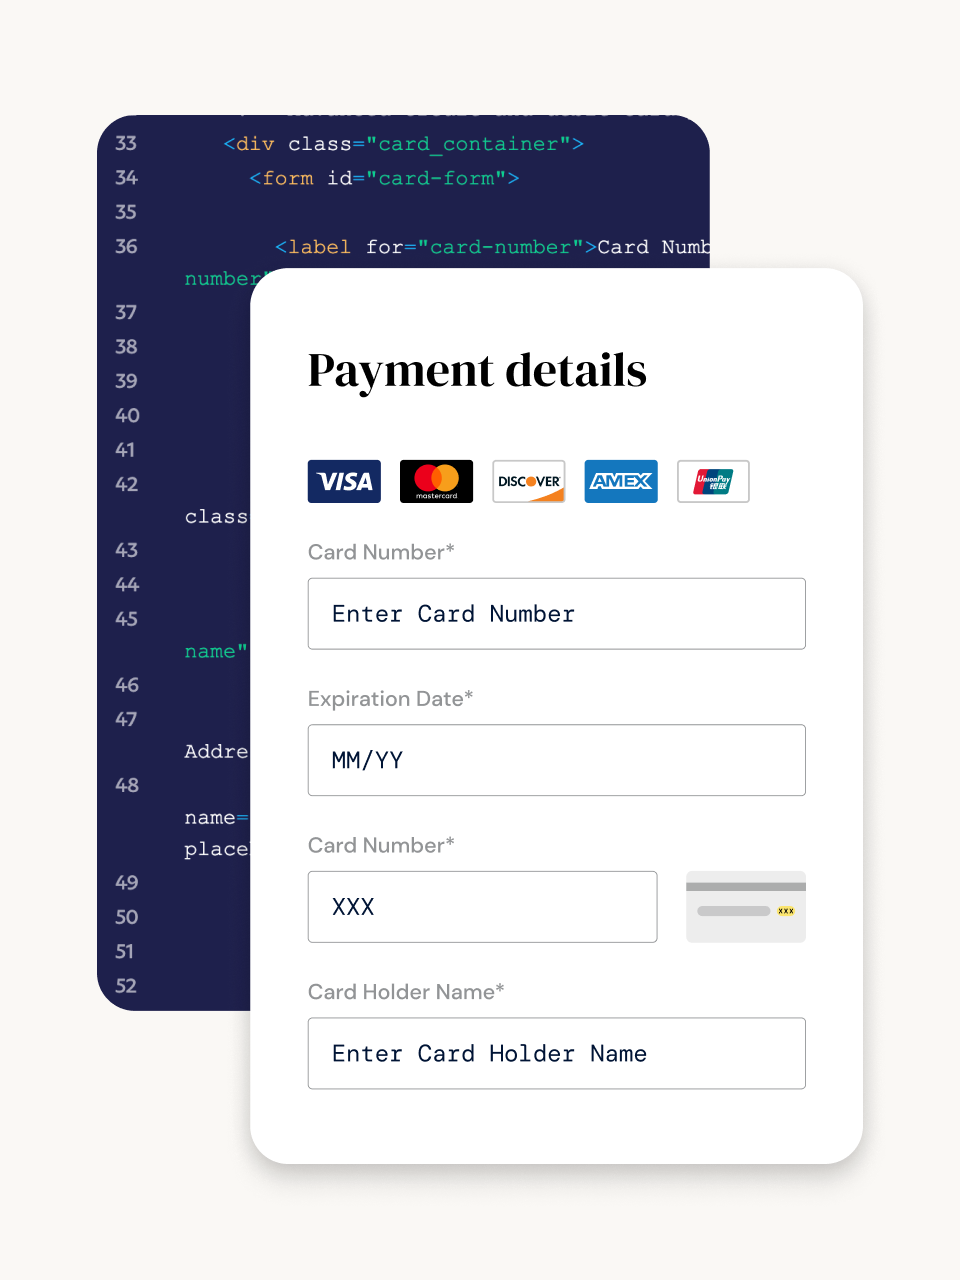 33 <div class="card_container">
34 <form id="card-form">
35
36 <label for="card-number">Card Numb
number"
37
38
39
40
41
42
class
43
44
45
name"
46
47
Addre
48
name=
place
49
50
51
52
Payment details
VISA mastercard DISCOVER AMEX UnionPay 银联
Card Number*
Enter Card Number
Expiration Date*
MM/YY
Card Number*
XXX
XXX
Card Holder Name*
Enter Card Holder Name